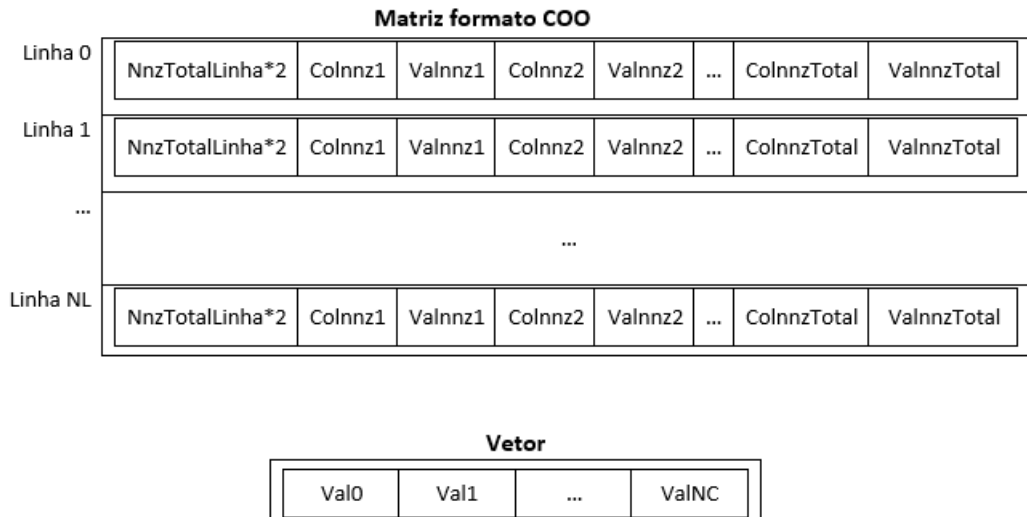 Matriz formato COO
Linha 0
NnzTotalLinha*2 Colnnz1 Valnnz1 Colnnz2 Valnnz2 ... ColnnzTotal ValnnzTotal
Linha 1
NnzTotalLinha*2 Colnnz1 Valnnz1 Colnnz2 Valnnz2 ... ColnnzTotal ValnnzTotal
...
...
Linha NL
NnzTotalLinha*2 Colnnz1 Valnnz1 Colnnz2 Valnnz2 ... ColnnzTotal ValnnzTotal
Vetor
Val0 Val1 ... ValNC